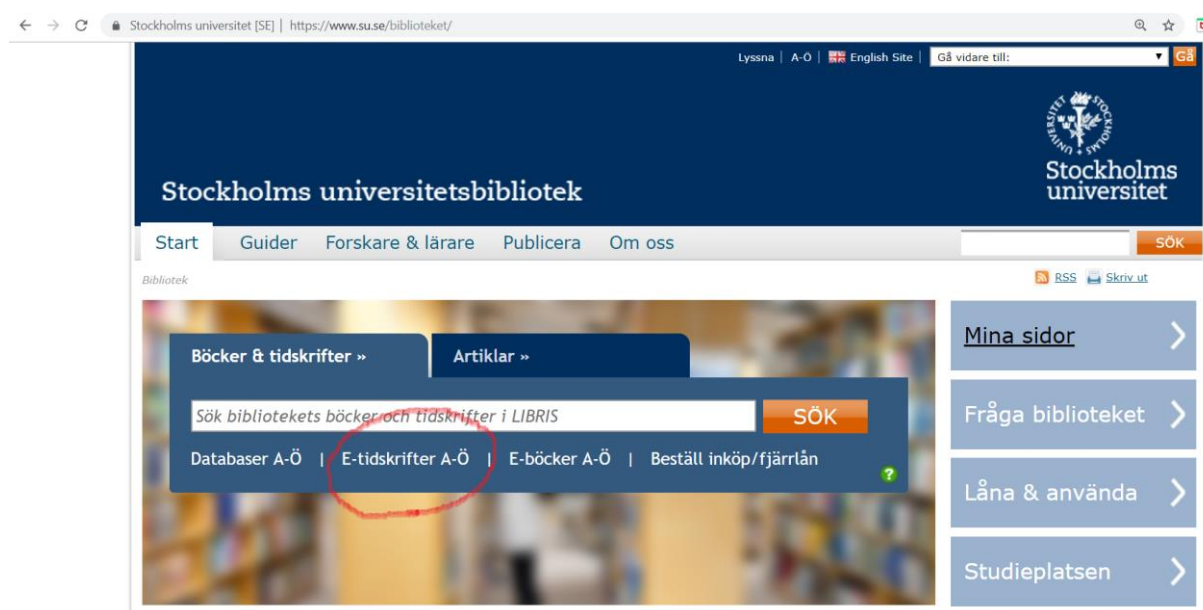 Stockholms universitet [SE] | https://www.su.se/biblioteket/
Lyssna | A-Ö | English Site | Gå vidare till: Gå
STOCKHOLMS UNIVERSITET
Stockholms
universitet
Stockholms universitetsbibliotek
Start Guider Forskare & lärare Publicera Om oss SÖK
Bibliotek RSS Skriv ut
Böcker & tidskrifter » Artiklar »
Sök bibliotekets böcker och tidskrifter i LIBRIS SÖK
Databaser A-Ö | E-tidskrifter A-Ö | E-böcker A-Ö | Beställ inköp/fjärrlån
?
Mina sidor
Fråga biblioteket
Låna & använda
Studieplatsen